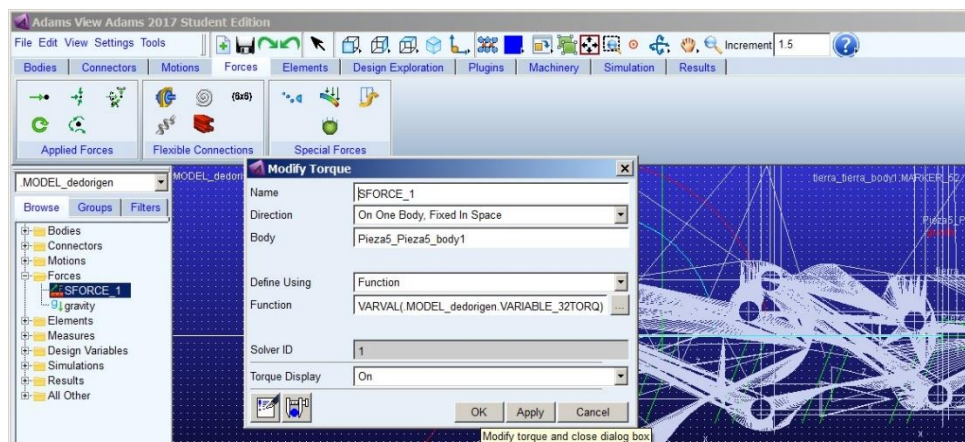 Adams View Adams 2017 Student Edition
File Edit View Settings Tools
Increment 1.5
Bodies Connectors Motions Forces Elements Design Exploration Plugins Machinery Simulation Results
{6x6}
Applied Forces Flexible Connections Special Forces
.MODEL_dedorigen
Browse Groups Filters
Bodies
Connectors
Motions
Forces
SFORCE_1
gravity
Elements
Measures
Design Variables
Simulations
Results
All Other
Modify Torque
Name SFORCE_1
Direction On One Body, Fixed In Space
Body Pieza5_Pieza5_body1
Define Using Function
Function VARVAL(.MODEL_dedorigen.VARIABLE_32TORQ) ...
Solver ID 1
Torque Display On
OK Apply Cancel
Modify torque and close dialog box